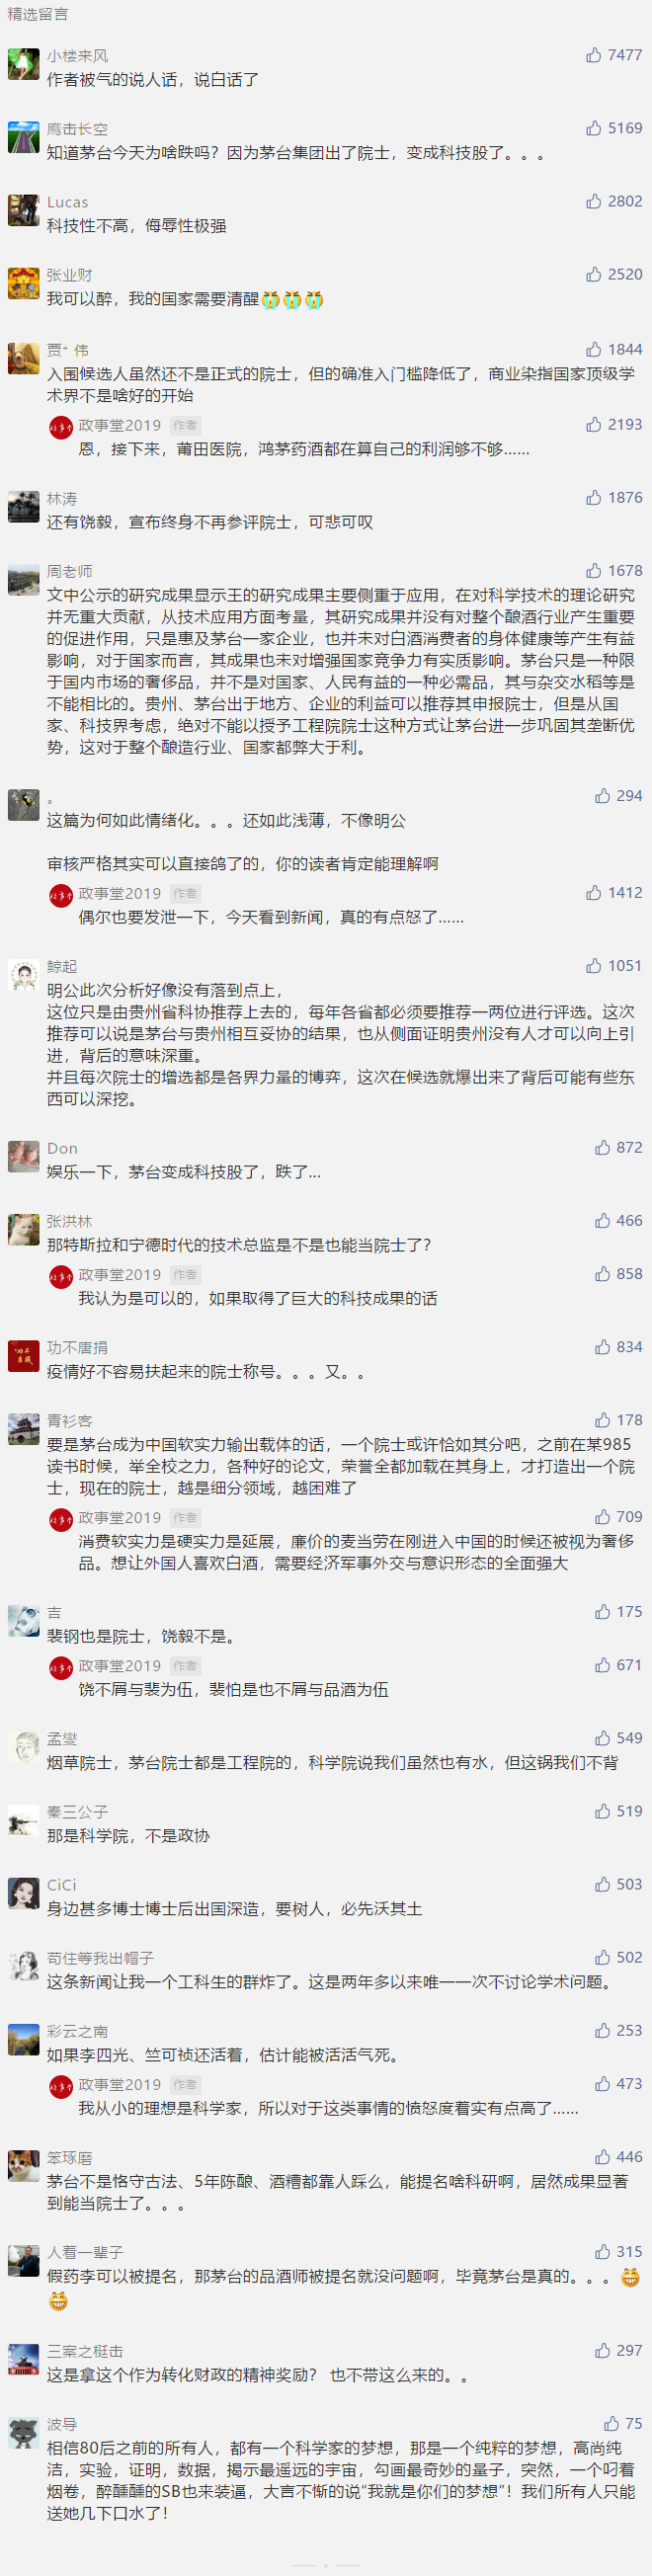 精选留言
小楼来风
7477
作者被气的说人话，说白话了
鹰击长空
5169
知道茅台今天为啥跌吗？因为茅台集团出了院士，变成科技股了。。。
Lucas
2802
科技性不高，侮辱性极强
张业财
2520
我可以醉，我的国家需要清醒😭😭😭
贾⁺ 伟
1844
入围候选人虽然还不是正式的院士，但的确准入门槛降低了，商业染指国家顶级学
术界不是啥好的开始
政事堂2019 作者
2193
恩，接下来，莆田医院，鸿茅药酒都在算自己的利润够不够......
林涛
1876
还有饶毅，宣布终身不再参评院士，可悲可叹
周老师
1678
文中公示的研究成果显示王的研究成果主要侧重于应用，在对科学技术的理论研究
并无重大贡献，从技术应用方面考量，其研究成果并没有对整个酿酒行业产生重要
的促进作用，只是惠及茅台一家企业，也并未对白酒消费者的身体健康等产生有益
影响，对于国家而言，其成果也未对增强国家竞争力有实质影响。茅台只是一种限
于国内市场的奢侈品，并不是对国家、人民有益的一种必需品，其与杂交水稻等是
不能相比的。贵州、茅台出于地方、企业的利益可以推荐其申报院士，但是从国
家、科技界考虑，绝对不能以授予工程院院士这种方式让茅台进一步巩固其垄断优
势，这对于整个酿造行业、国家都弊大于利。
。
294
这篇为何如此情绪化。。。还如此浅薄，不像明公
审核严格其实可以直接鸽了的，你的读者肯定能理解啊
政事堂2019 作者
1412
偶尔也要发泄一下，今天看到新闻，真的有点怒了......
鲸起
1051
明公此次分析好像没有落到点上，
这位只是由贵州省科协推荐上去的，每年各省都必须要推荐一两位进行评选。这次
推荐可以说是茅台与贵州相互妥协的结果，也从侧面证明贵州没有人才可以向上引
进，背后的意味深重。
并且每次院士的增选都是各界力量的博弈，这次在候选就爆出来了背后可能有些东
西可以深挖。
Don
872
娱乐一下，茅台变成科技股了，跌了...
张洪林
466
那特斯拉和宁德时代的技术总监是不是也能当院士了？
政事堂2019 作者
858
我认为是可以的，如果取得了巨大的科技成果的话
功不唐捐
834
疫情好不容易扶起来的院士称号。。。又。。
青衫客
178
要是茅台成为中国软实力输出载体的话，一个院士或许恰如其分吧，之前在某985
读书时候，举全校之力，各种好的论文，荣誉全都加载在其身上，才打造出一个院
士，现在的院士，越是细分领域，越困难了
政事堂2019 作者
709
消费软实力是硬实力是延展，廉价的麦当劳在刚进入中国的时候还被视为奢侈
品。想让外国人喜欢白酒，需要经济军事外交与意识形态的全面强大
吉
175
裴钢也是院士，饶毅不是。
政事堂2019 作者
671
饶不屑与裴为伍，裴怕是也不屑与品酒为伍
孟燮
549
烟草院士，茅台院士都是工程院的，科学院说我们虽然也有水，但这锅我们不背
秦三公子
519
那是科学院，不是政协
CiCi
503
身边甚多博士博士后出国深造，要树人，必先沃其土
苟住等我出帽子
502
这条新闻让我一个工科生的群炸了。这是两年多以来唯一一次不讨论学术问题。
彩云之南
253
如果李四光、竺可祯还活着，估计能被活活气死。
政事堂2019 作者
473
我从小的理想是科学家，所以对于这类事情的愤怒度着实有点高了......
笨琢磨
446
茅台不是恪守古法、5年陈酿、酒糟都靠人踩么，能提名啥科研啊，居然成果显著
到能当院士了。。。
人着一辈子
315
假药李可以被提名，那茅台的品酒师被提名就没问题啊，毕竟茅台是真的。。。😁
😁
三案之梃击
297
这是拿这个作为转化财政的精神奖励？ 也不带这么来的。。
波导
75
相信80后之前的所有人，都有一个科学家的梦想，那是一个纯粹的梦想，高尚纯
洁，实验，证明，数据，揭示最遥远的宇宙，勾画最奇妙的量子，突然，一个叼着
烟卷，醉醺醺的SB也来装逼，大言不惭的说“我就是你们的梦想”！我们所有人只能
送她几下口水了！